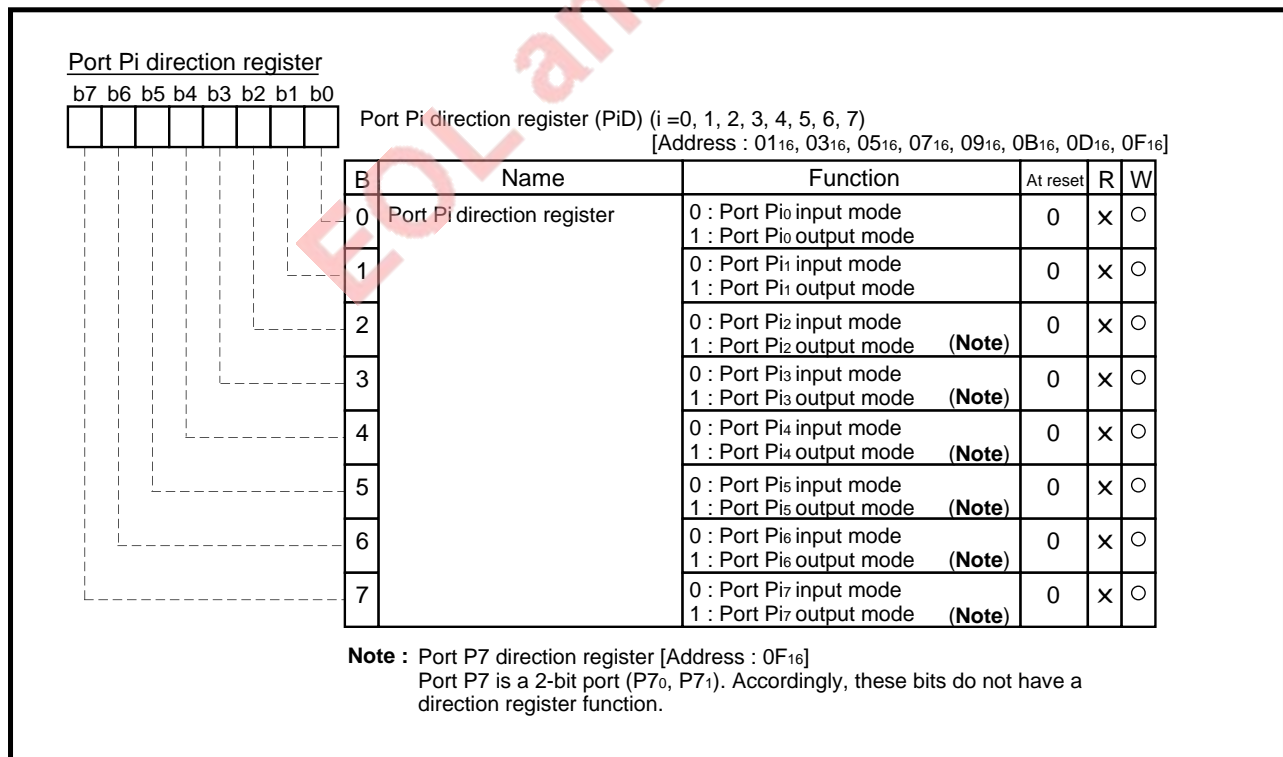 EOL an
Port Pi direction register
b7 b6 b5 b4 b3 b2 b1 b0
Port Pi direction register (PiD) (i =0, 1, 2, 3, 4, 5, 6, 7)
[Address : 0116, 0316, 0516, 0716, 0916, 0B16, 0D16, 0F16]
B Name Function At reset R W
0 Port Pi direction register 0 : Port Pi0 input mode 0 × ○
1 : Port Pi0 output mode
1 0 : Port Pi1 input mode 0 × ○
1 : Port Pi1 output mode
2 0 : Port Pi2 input mode 0 × ○
1 : Port Pi2 output mode (Note)
3 0 : Port Pi3 input mode 0 × ○
1 : Port Pi3 output mode (Note)
4 0 : Port Pi4 input mode 0 × ○
1 : Port Pi4 output mode (Note)
5 0 : Port Pi5 input mode 0 × ○
1 : Port Pi5 output mode (Note)
6 0 : Port Pi6 input mode 0 × ○
1 : Port Pi6 output mode (Note)
7 0 : Port Pi7 input mode 0 × ○
1 : Port Pi7 output mode (Note)
Note : Port P7 direction register [Address : 0F16]
Port P7 is a 2-bit port (P70, P71). Accordingly, these bits do not have a
direction register function.